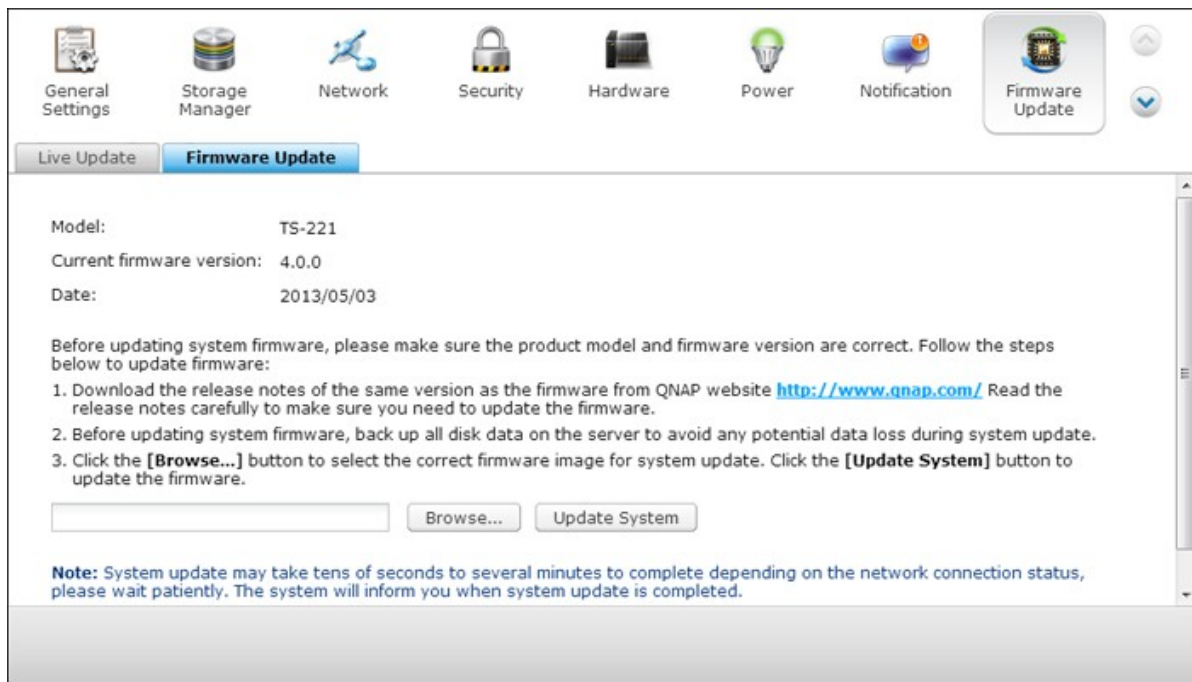 General
Settings
Storage
Manager
Network
Security
Hardware
Power
Notification
Firmware
Update
Live Update
Firmware Update
Model: TS-221
Current firmware version: 4.0.0
Date: 2013/05/03
Before updating system firmware, please make sure the product model and firmware version are correct. Follow the steps
below to update firmware:
1. Download the release notes of the same version as the firmware from QNAP website http://www.qnap.com/ Read the
release notes carefully to make sure you need to update the firmware.
2. Before updating system firmware, back up all disk data on the server to avoid any potential data loss during system update.
3. Click the [Browse...] button to select the correct firmware image for system update. Click the [Update System] button to
update the firmware.
Browse... Update System
Note: System update may take tens of seconds to several minutes to complete depending on the network connection status,
please wait patiently. The system will inform you when system update is completed.